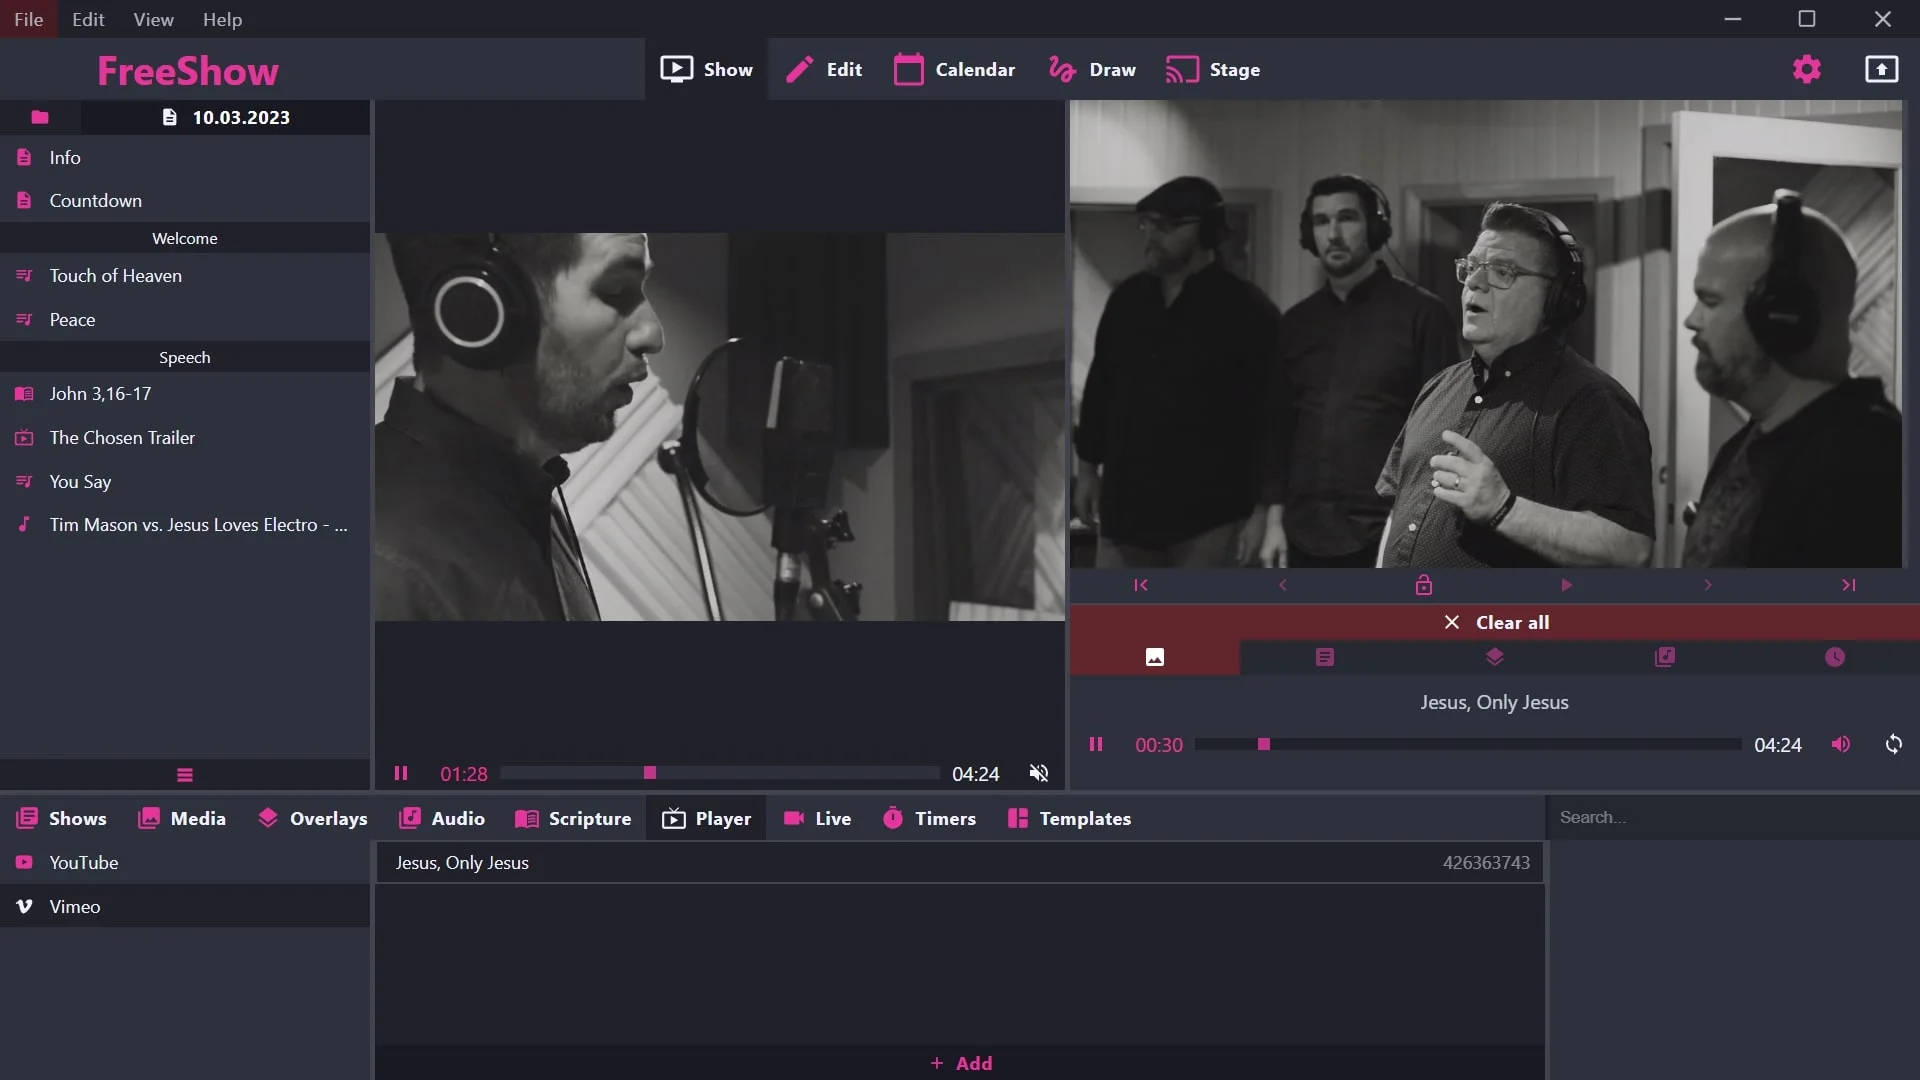 File Edit View Help
FreeShow
Show Edit Calendar Draw Stage
10.03.2023
Info
Countdown
Welcome
Touch of Heaven
Peace
Speech
John 3,16-17
The Chosen Trailer
You Say
Tim Mason vs. Jesus Loves Electro - ...
01:28 04:24
Clear all
Jesus, Only Jesus
00:30 04:24
Shows Media Overlays Audio Scripture Player Live Timers Templates
Search...
YouTube
Vimeo
Jesus, Only Jesus 426363743
+ Add